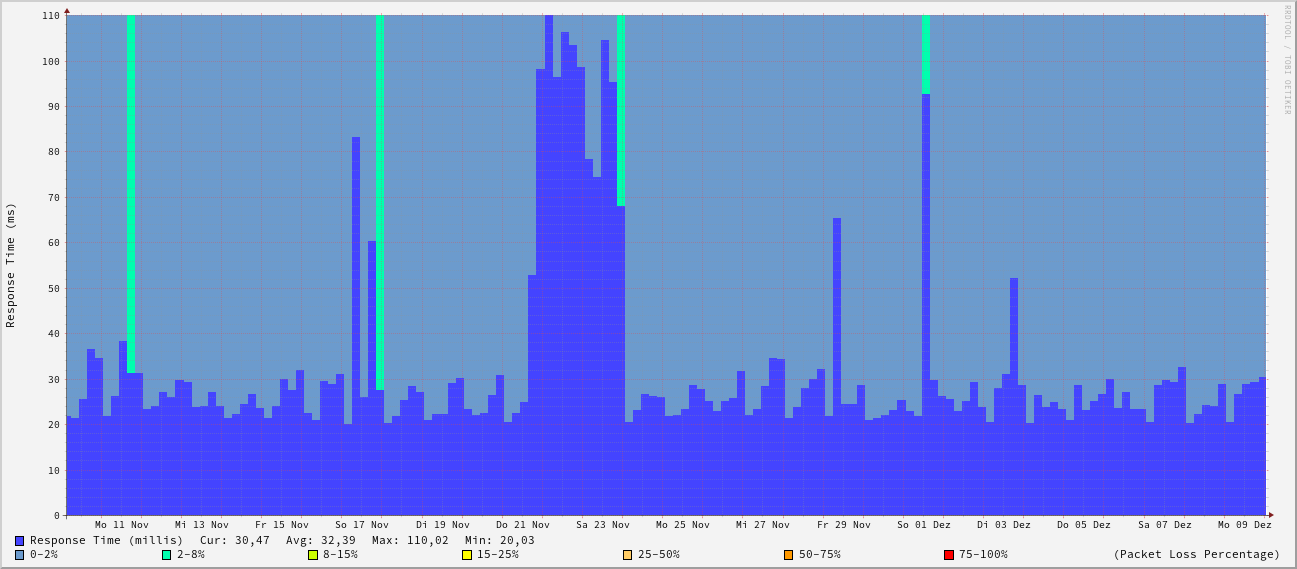 110
100
90
80
70
60
50
40
30
20
10
0
Response Time (ms)
RRDTOOL / TOBI OETIKER
Mo 11 Nov Mi 13 Nov Fr 15 Nov So 17 Nov Di 19 Nov Do 21 Nov Sa 23 Nov Mo 25 Nov Mi 27 Nov Fr 29 Nov So 01 Dez Di 03 Dez Do 05 Dez Sa 07 Dez Mo 09 Dez
Response Time (millis) Cur: 30,47 Avg: 32,39 Max: 110,02 Min: 20,03
0-2% 2-8% 8-15% 15-25% 25-50% 50-75% 75-100% (Packet Loss Percentage)